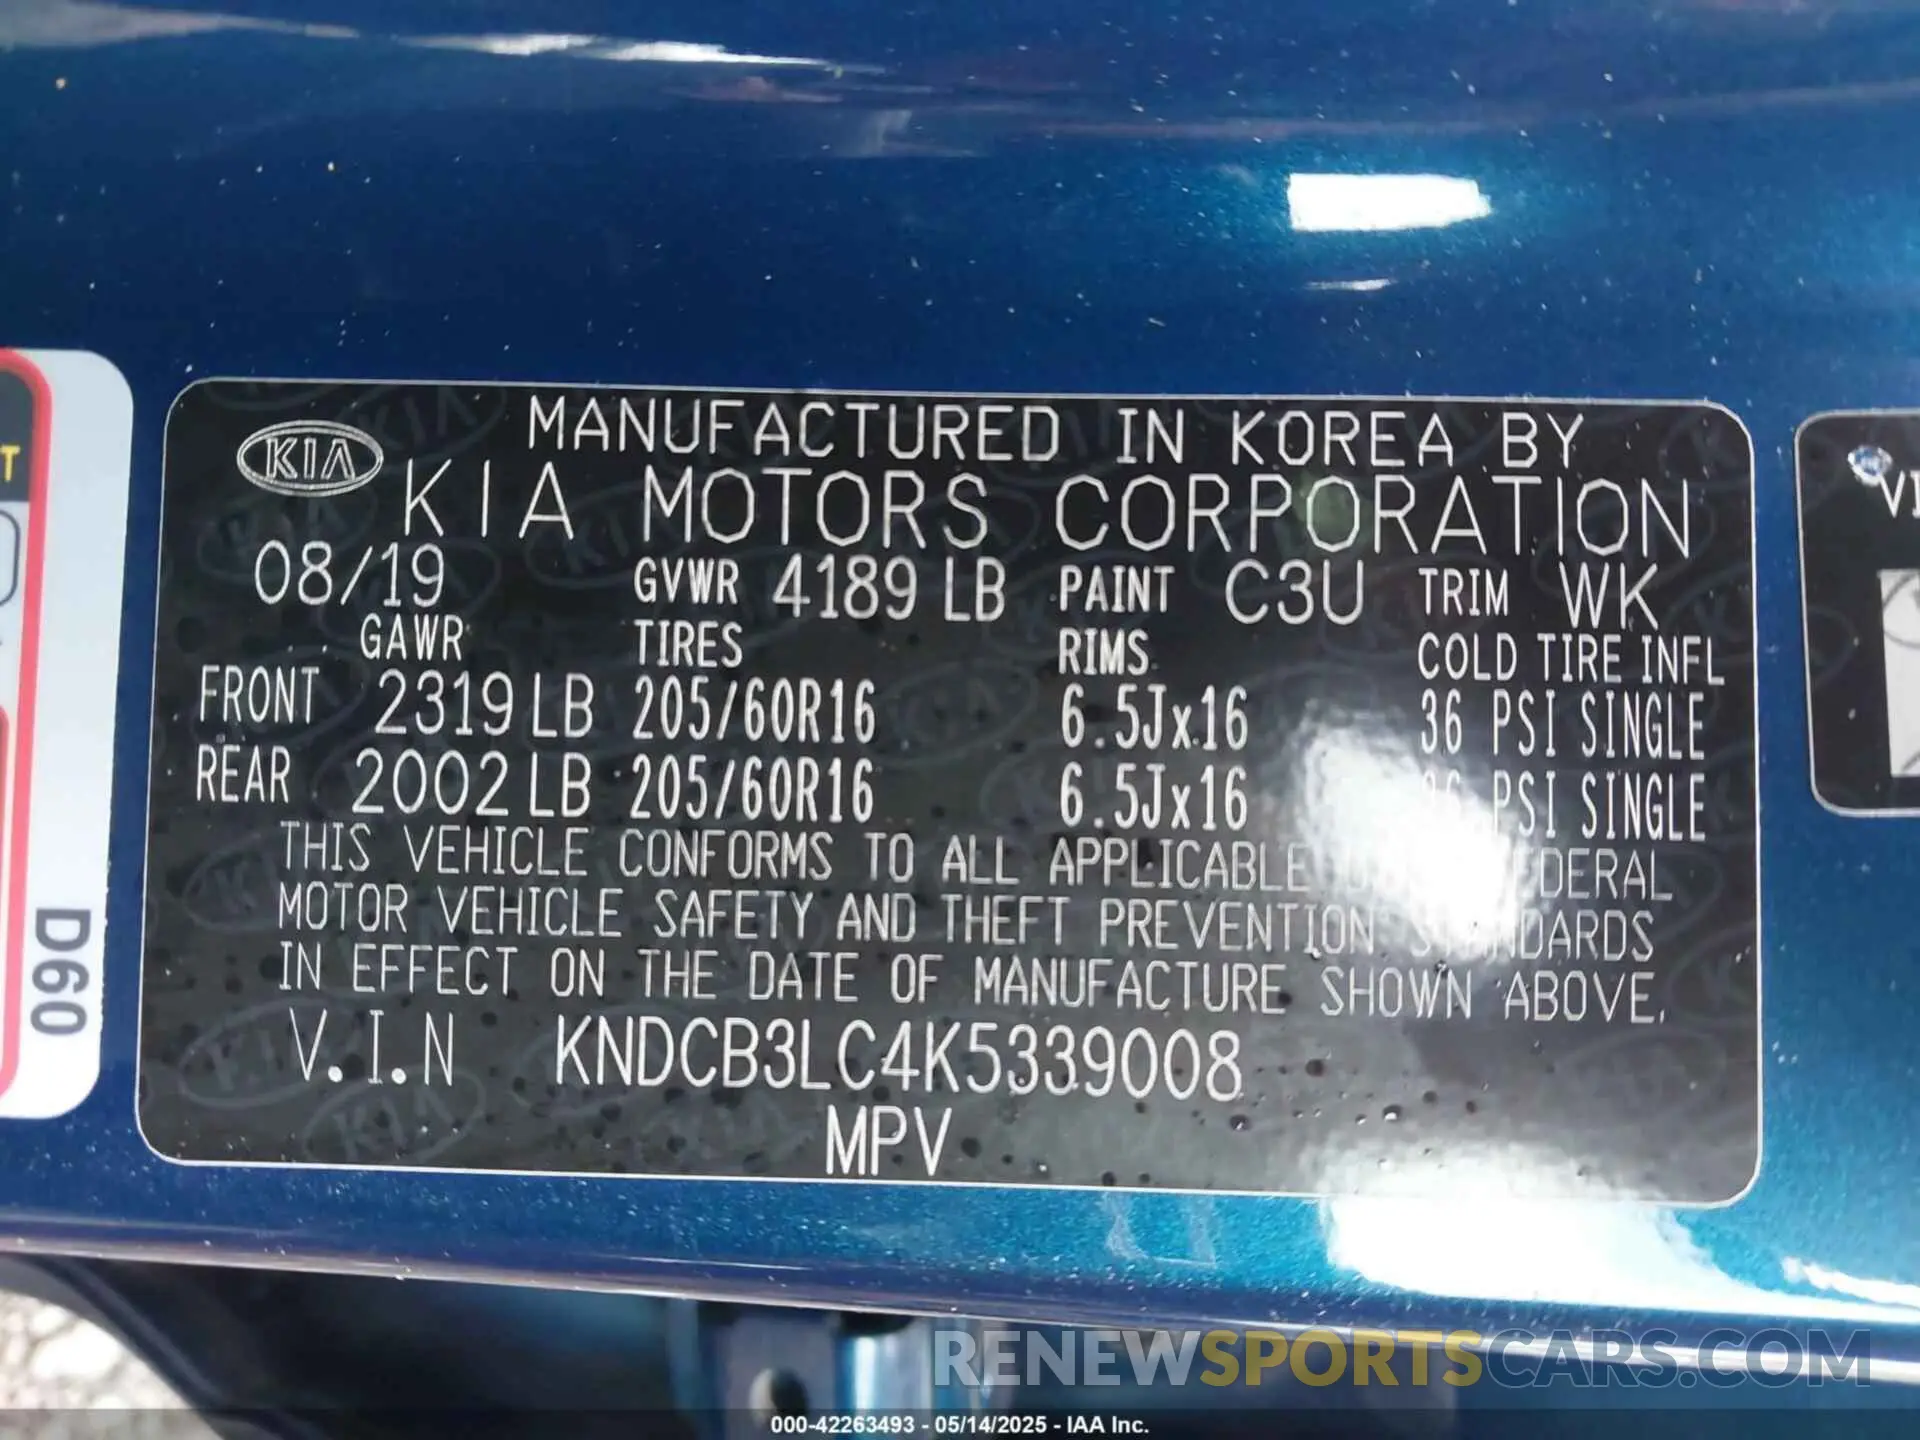 MANUFACTURED IN KOREA BY
KIA
KIA MOTORS CORPORATION
08/19 GVWR 4189 LB PAINT C3U TRIM WK
GAWR TIRES RIMS COLD TIRE INFL
FRONT 2319 LB 205/60R16 6.5Jx16 36 PSI SINGLE
REAR 2002 LB 205/60R16 6.5Jx16 PSI SINGLE
THIS VEHICLE CONFORMS TO ALL APPLICABLE FEDERAL
MOTOR VEHICLE SAFETY AND THEFT PREVENTION STANDARDS
IN EFFECT ON THE DATE OF MANUFACTURE SHOWN ABOVE.
V.I.N KNDCB3LC4K5339008
MPV
D60
RENEWSPORTSCARS.COM
000-42263493 - 05/14/2025 - IAA Inc.